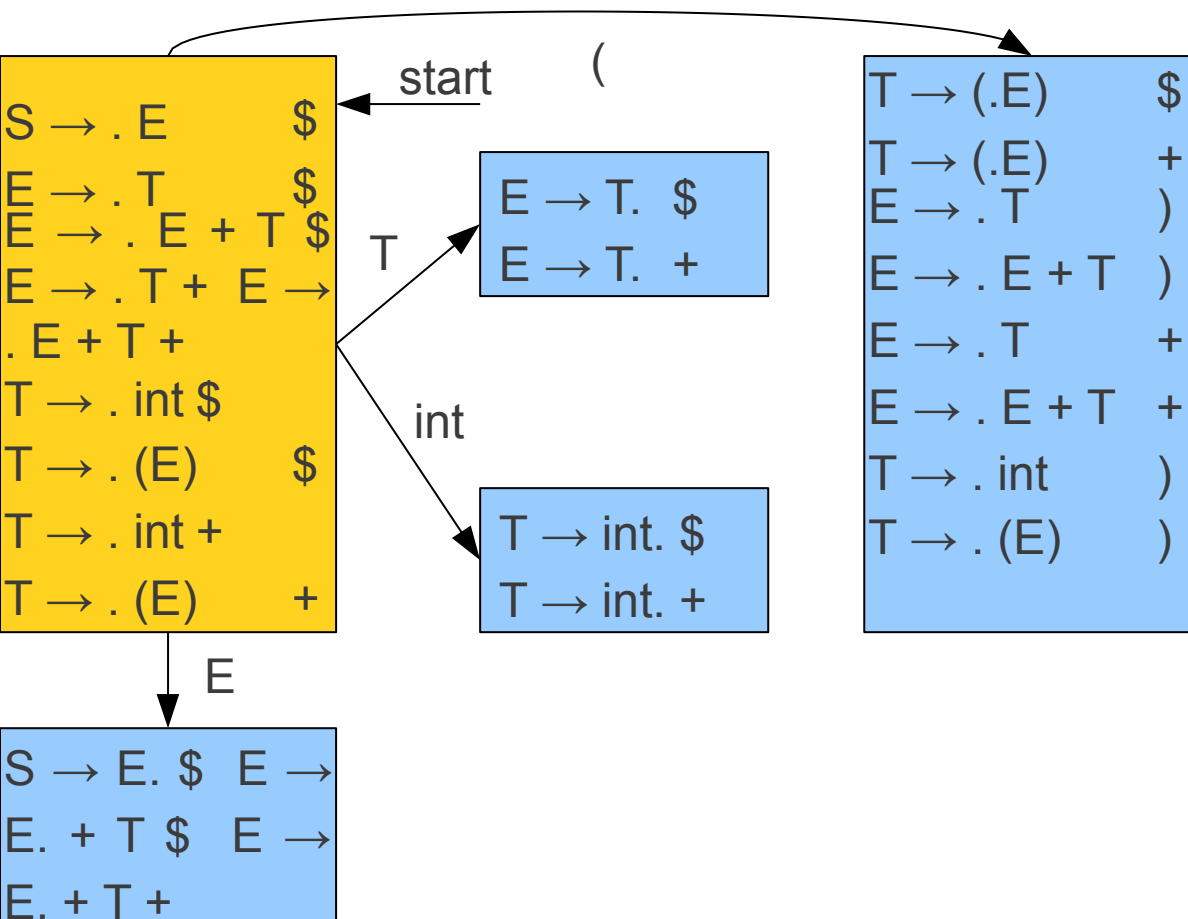 (
start
S → . E $
E → . T $
E → . E + T $
E → . T + E →
. E + T +
T → . int $
T → . (E) $
T → . int +
T → . (E) +
T
E → T. $
E → T. +
int
T → int. $
T → int. +
T → (.E) $
T → (.E) +
E → . T )
E → . E + T )
E → . T +
E → . E + T +
T → . int )
T → . (E) )
E
S → E. $ E →
E. + T $ E →
E. + T +